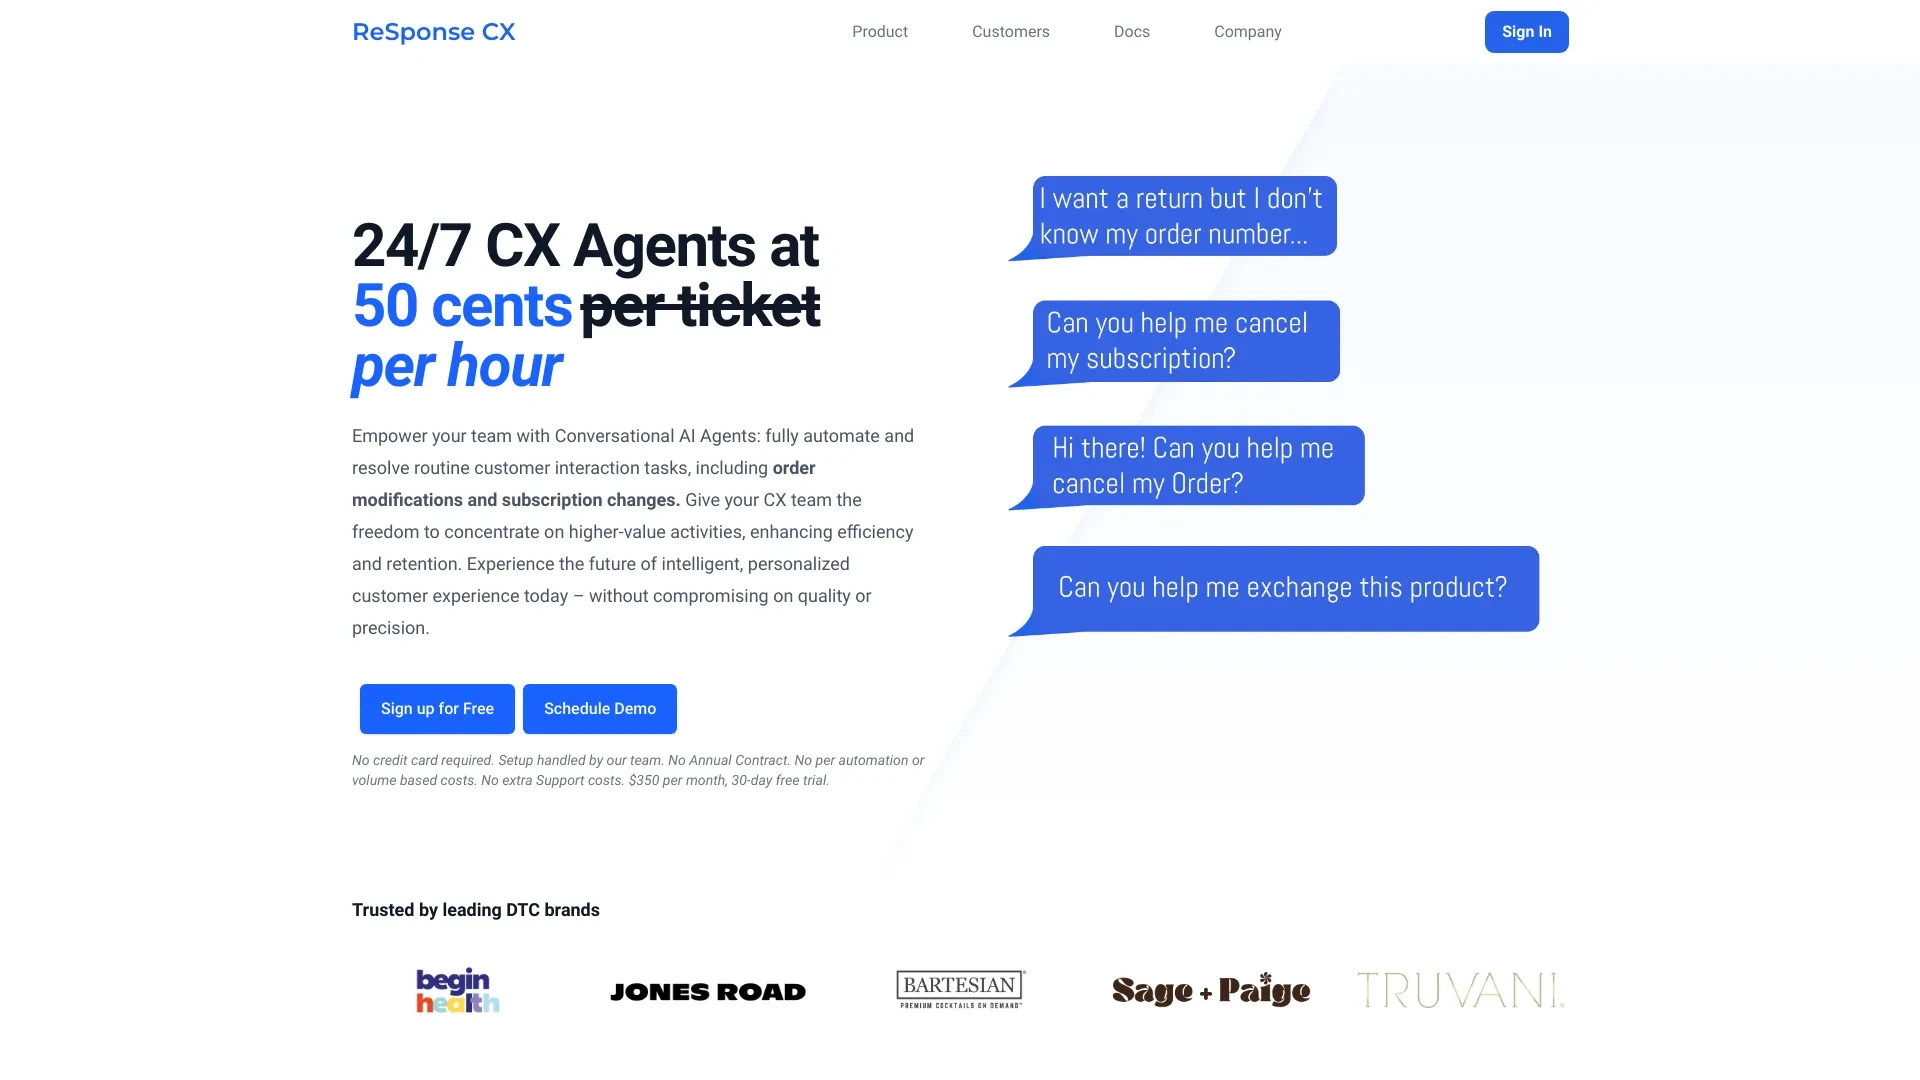 ReSponse CX
Product
Customers
Docs
Company
Sign In
24/7 CX Agents at
50 cents per ticket
per hour
Empower your team with Conversational AI Agents: fully automate and
resolve routine customer interaction tasks, including order
modifications and subscription changes. Give your CX team the
freedom to concentrate on higher-value activities, enhancing efficiency
and retention. Experience the future of intelligent, personalized
customer experience today – without compromising on quality or
precision.
Sign up for Free
Schedule Demo
No credit card required. Setup handled by our team. No Annual Contract. No per automation or
volume based costs. No extra Support costs. $350 per month, 30-day free trial.
I want a return but I don't
know my order number...
Can you help me cancel
my subscription?
Hi there! Can you help me
cancel my Order?
Can you help me exchange this product?
Trusted by leading DTC brands
begin
health
JONES ROAD
BARTESIAN
PREMIUM COCKTAILS ON DEMAND
Sage + Paige
TRUVANI